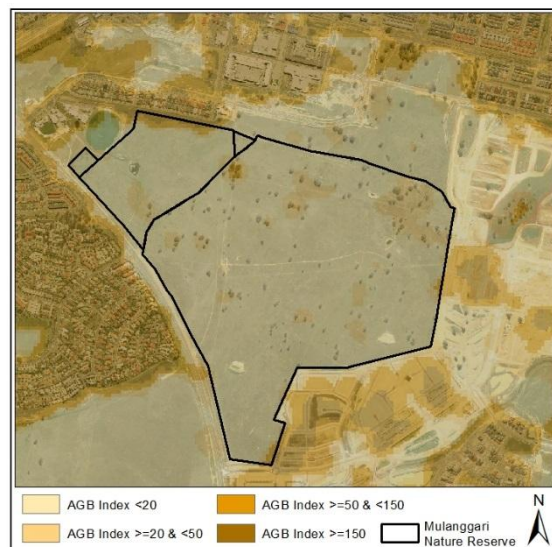 AGB Index <20
AGB Index >=50 & <150
AGB Index >=20 & <50
AGB Index >=150
Mulanggari
Nature Reserve
N